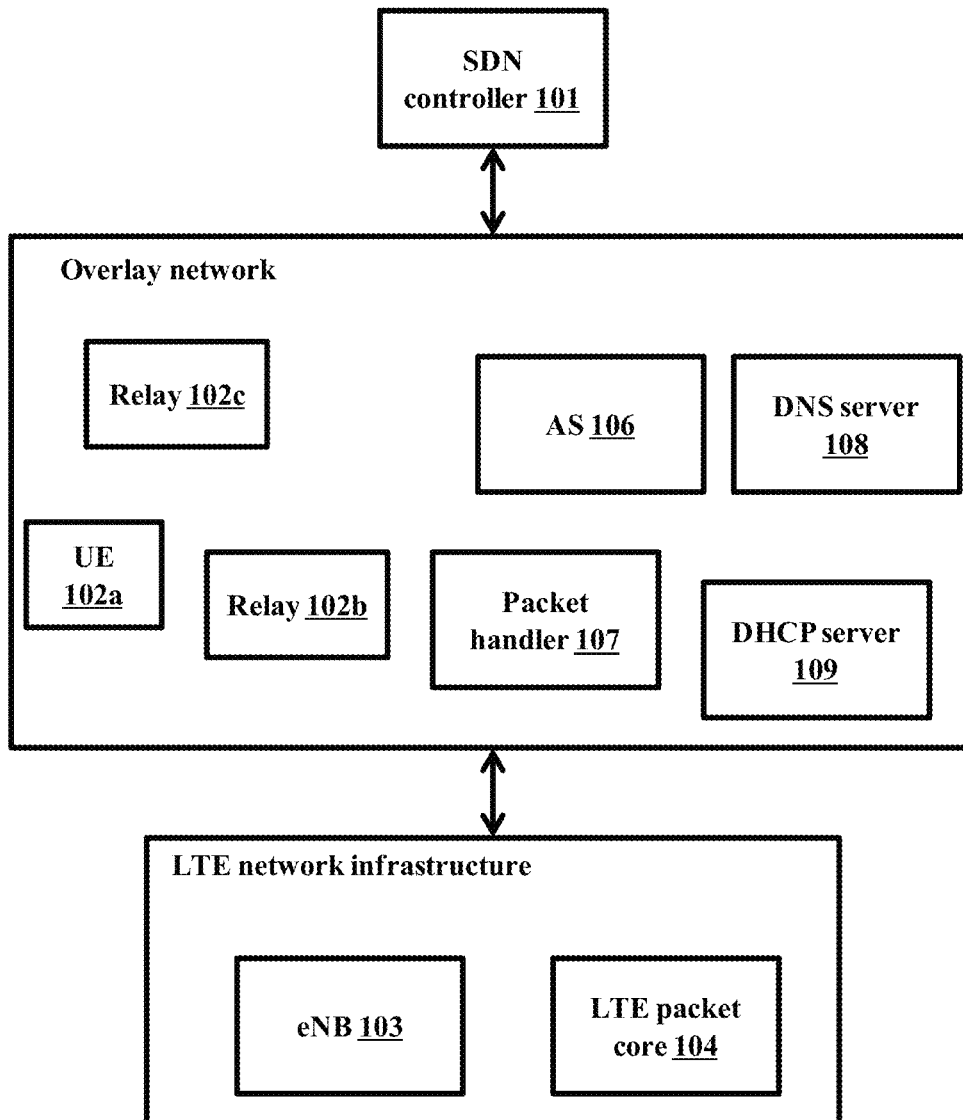 SDN
controller 101
Overlay network
Relay 102c
AS 106
DNS server
108
UE
102a
Relay 102b
Packet
handler 107
DHCP server
109
LTE network infrastructure
eNB 103
LTE packet
core 104